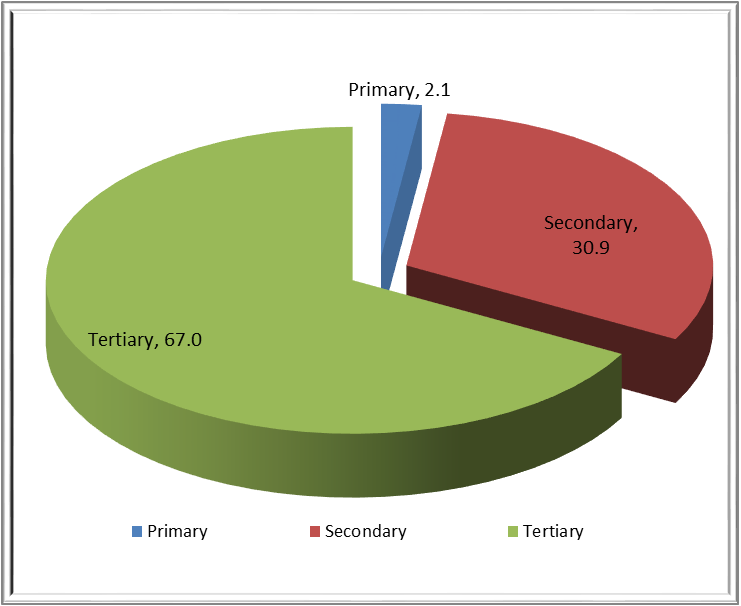 Primary, 2.1
Secondary,
30.9
Tertiary, 67.0
Primary
Secondary
Tertiary